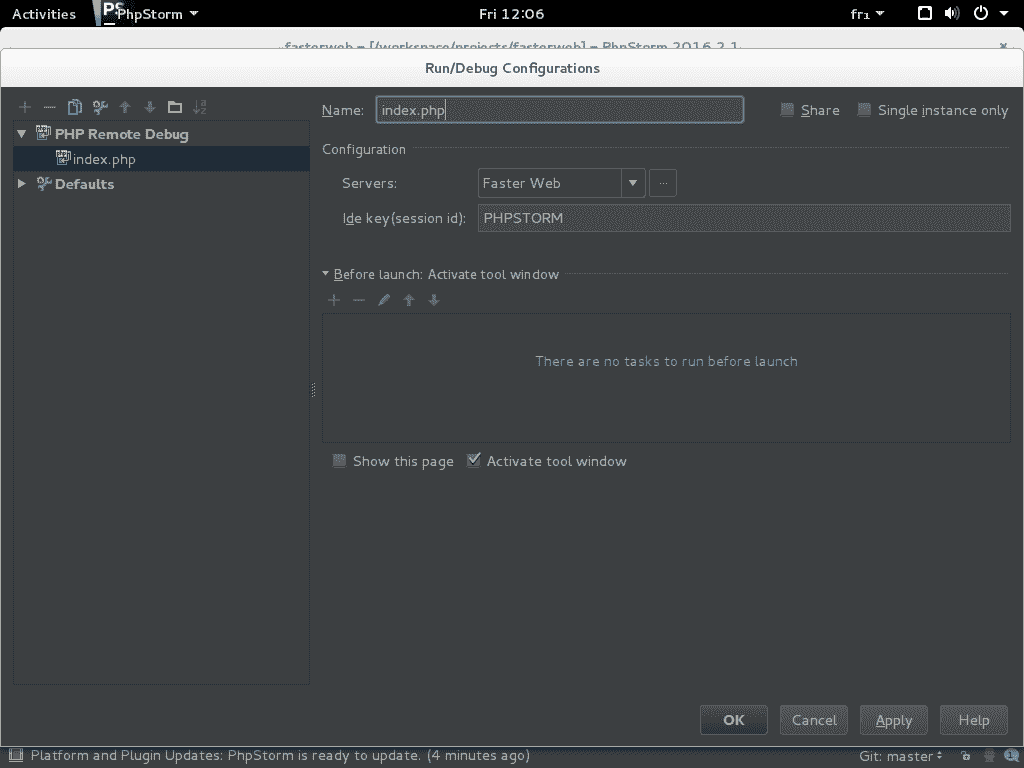 Activities PhpStorm Fri 12:06 fr1
fasterweb – [/workspace/projects/fasterweb] – PhpStorm 2016.2.1
Run/Debug Configurations
Name: index.php Share Single instance only
PHP Remote Debug
index.php
Defaults
Configuration
Servers: Faster Web ...
Ide key(session id): PHPSTORM
Before launch: Activate tool window
There are no tasks to run before launch
Show this page Activate tool window
OK Cancel Apply Help
Platform and Plugin Updates: PhpStorm is ready to update. (4 minutes ago) Git: master